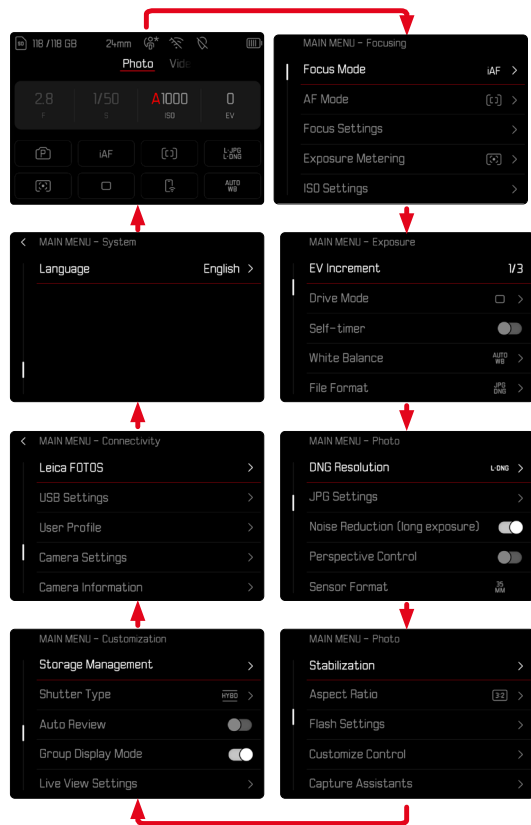 SD 118 /118 GB 24mm
Photo Vide
2.8 1/50 A1000 0
F S ISO EV
P iAF L-JPG
L-DNG
AUTO
WB
MAIN MENU - Focusing
Focus Mode iAF
AF Mode
Focus Settings
Exposure Metering
ISO Settings
MAIN MENU - Exposure
EV Increment 1/3
Drive Mode
Self-timer
White Balance AUTO
WB
File Format JPG
DNG
MAIN MENU - Photo
DNG Resolution L-DNG
JPG Settings
Noise Reduction (long exposure)
Perspective Control
Sensor Format 35
MM
MAIN MENU - Photo
Stabilization
Aspect Ratio 3:2
Flash Settings
Customize Control
Capture Assistants
MAIN MENU - Customization
Storage Management
Shutter Type HYBD
Auto Review
Group Display Mode
Live View Settings
MAIN MENU - Connectivity
Leica FOTOS
USB Settings
User Profile
Camera Settings
Camera Information
MAIN MENU - System
Language English